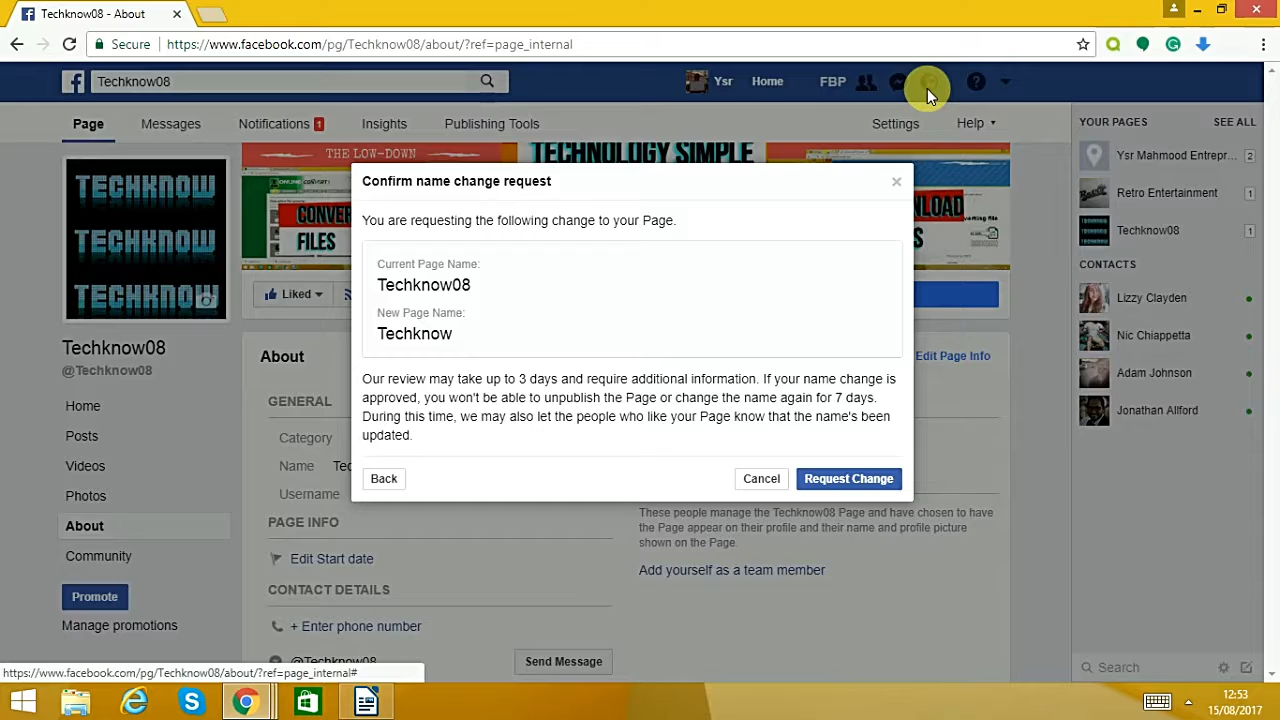 Techknow08 - About
Secure https://www.facebook.com/pg/Techknow08/about/?ref=page_internal
Techknow08
Ysr Home FBP
Page Messages Notifications 1 Insights Publishing Tools Settings Help
THE LOW-DOWN
TECHNOLOGY SIMPLE
FILES
TECHKNOW
TECHKNOW
TECHKNOW
Liked
Techknow08
@Techknow08
Home
Posts
Videos
Photos
About
Community
Promote
Manage promotions
About
Edit Page Info
GENERAL
Category
Name
Username
PAGE INFO
Edit Start date
CONTACT DETAILS
+ Enter phone number
@Techknow08
Send Message
These people manage the Techknow08 Page and have chosen to
have the Page appear on their profile and their name and profile picture
shown on the Page.
Add yourself as a team member
Confirm name change request
You are requesting the following change to your Page.
Current Page Name:
Techknow08
New Page Name:
Techknow
Our review may take up to 3 days and require additional information. If your name change is
approved, you won't be able to unpublish the Page or change the name again for 7 days.
During this time, we may also let the people who like your Page know that the name's been
updated.
Back Cancel Request Change
YOUR PAGES SEE ALL
Ysr Mahmood Entrepr... 2
Retro Entertainment 1
Techknow08 1
CONTACTS
Lizzy Clayden
Nic Chiappetta
Adam Johnson
Jonathan Allford
Search
https://www.facebook.com/pg/Techknow08/about/?ref=page_internal#
12:53
15/08/2017